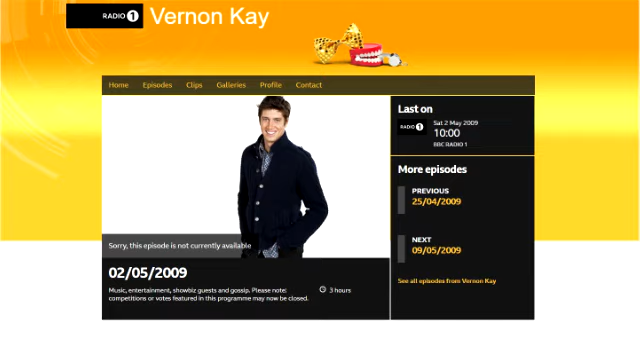 RADIO 1 Vernon Kay
Home Episodes Clips Galleries Profile Contact
Sorry, this episode is not currently available
02/05/2009
Music, entertainment, showbiz guests and gossip. Please note:
competitions or votes featured in this programme may now be closed.
3 hours
Last on
RADIO 1
Sat 2 May 2009
10:00
BBC RADIO 1
More episodes
PREVIOUS
25/04/2009
NEXT
09/05/2009
See all episodes from Vernon Kay